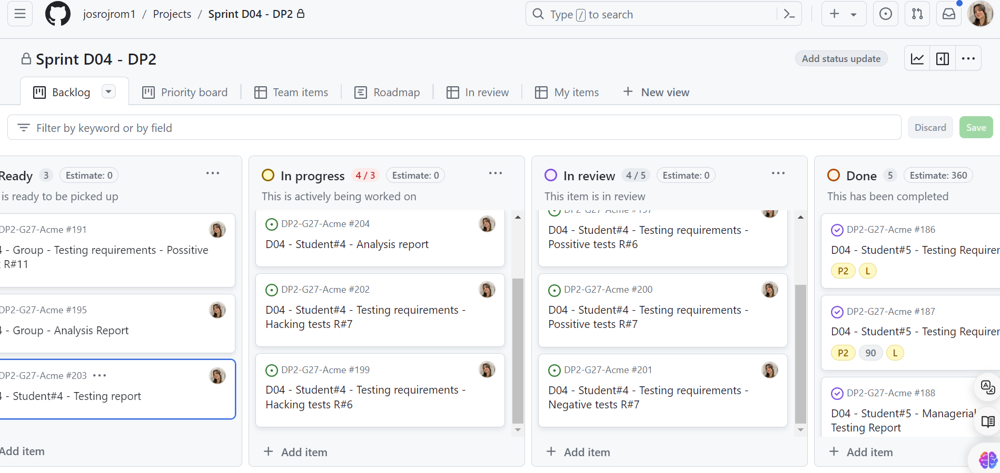 josrojrom1 / Projects / Sprint D04 - DP2
Type / to search
Sprint D04 - DP2
Add status update
Backlog
Priority board
Team items
Roadmap
In review
My items
New view
Filter by keyword or by field
Discard
Save
Ready 3 Estimate: 0
is ready to be picked up
DP2-G27-Acme #191
4 - Group - Testing requirements - Possitive
R#11
DP2-G27-Acme #195
4 - Group - Analysis Report
DP2-G27-Acme #203
4 - Student#4 - Testing report
Add item
In progress 4 / 3 Estimate: 0
This is actively being worked on
DP2-G27-Acme #204
D04 - Student#4 - Analysis report
DP2-G27-Acme #202
D04 - Student#4 - Testing requirements -
Hacking tests R#7
DP2-G27-Acme #199
D04 - Student#4 - Testing requirements -
Hacking tests R#6
Add item
In review 4 / 5 Estimate: 0
This item is in review
DP2-G27-Acme #197
D04 - Student#4 - Testing requirements -
Possitive tests R#6
DP2-G27-Acme #200
D04 - Student#4 - Testing requirements -
Possitive tests R#7
DP2-G27-Acme #201
D04 - Student#4 - Testing requirements -
Negative tests R#7
Add item
Done 5 Estimate: 360
This has been completed
DP2-G27-Acme #186
D04 - Student#5 - Testing Requirer
P2 L
DP2-G27-Acme #187
D04 - Student#5 - Testing Requirer
P2 90 L
DP2-G27-Acme #188
D04 - Student#5 - Managerial
Testing Report
Add item